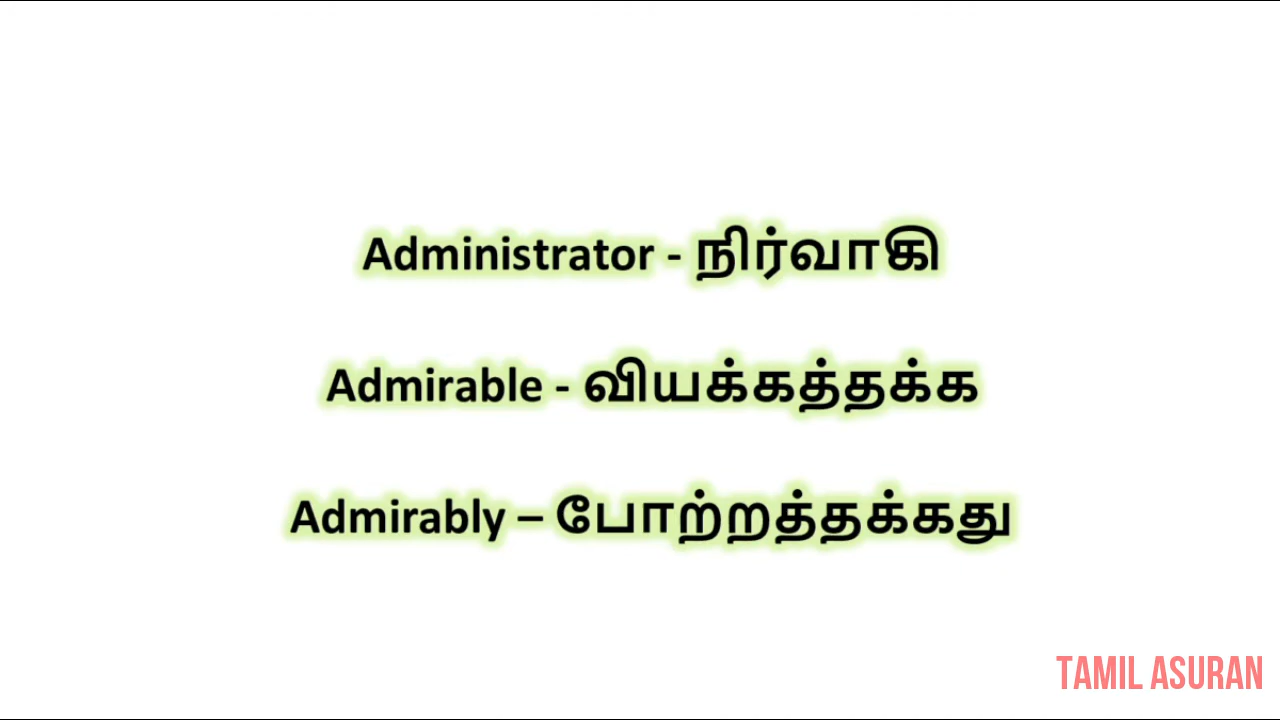 Administrator - நிர்வாகி
Admirable - வியக்கத்தக்க
Admirably – போற்றத்தக்கது
TAMIL ASURAN